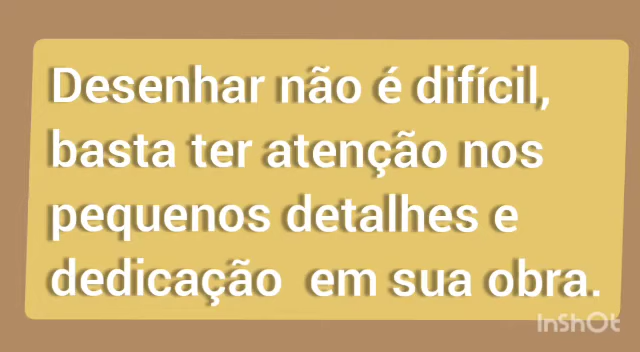 Desenhar não é difícil,
basta ter atenção nos
pequenos detalhes e
dedicação em sua obra.
InShOt